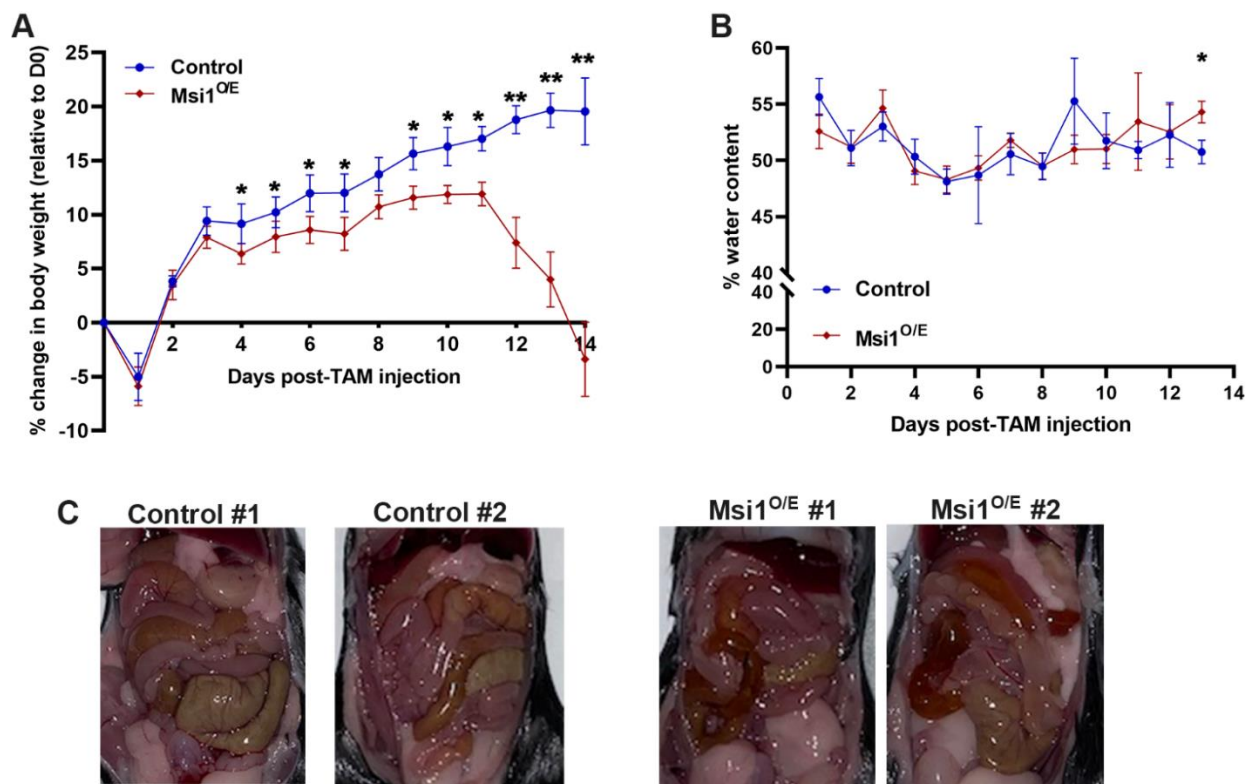 A
% change in body weight (relative to D0)
25
20
15
10
5
0
-5
-10
Control
Msi1O/E
*
*
*
*
*
*
*
**
**
**
2
4
6
8
10
12
14
Days post-TAM injection
B
% water content
60
55
50
45
40
40
20
0
*
Control
Msi1O/E
0
2
4
6
8
10
12
14
Days post-TAM injection
C
Control #1
Control #2
Msi1O/E #1
Msi1O/E #2